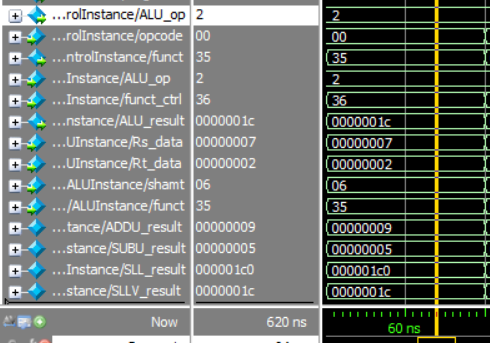 ...rolInstance/ALU_op 2 2
...rolInstance/opcode 00 00
...ntrolInstance/funct 35 35
...Instance/ALU_op 2 2
...Instance/funct_ctrl 36 36
...nstance/ALU_result 0000001c 0000001c
...UInstance/Rs_data 00000007 00000007
...UInstance/Rt_data 00000002 00000002
...ALUInstance/shamt 06 06
.../ALUInstance/funct 35 35
...tance/ADDU_result 00000009 00000009
...stance/SUBU_result 00000005 00000005
...Instance/SLL_result 000001c0 000001c0
...stance/SLLV_result 0000001c 0000001c
Now 620 ns 60 ns